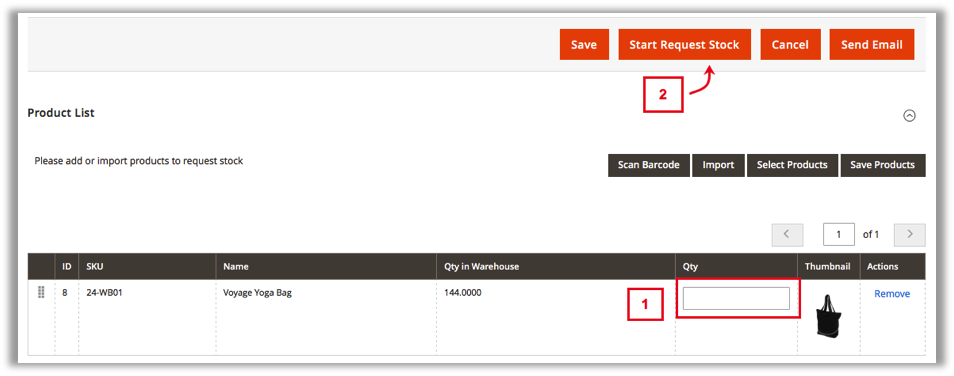 Save Start Request Stock Cancel Send Email
2
Product List
Please add or import products to request stock
Scan Barcode Import Select Products Save Products
1 of 1
ID SKU Name Qty in Warehouse Qty Thumbnail Actions
8 24-WB01 Voyage Yoga Bag 144.0000 Remove
1